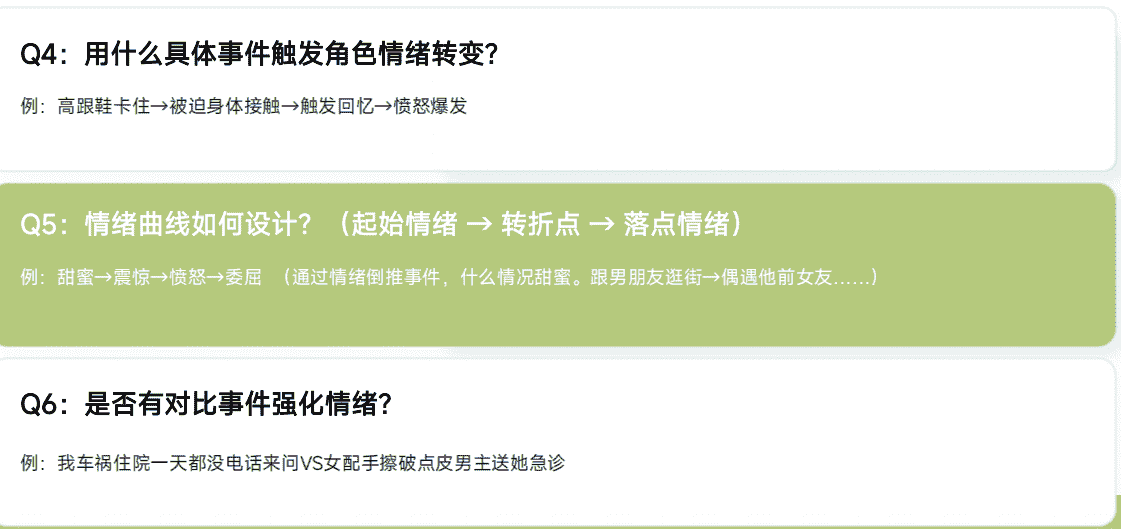 Q4：用什么具体事件触发角色情绪转变？
例：高跟鞋卡住→被迫身体接触→触发回忆→愤怒爆发
Q5：情绪曲线如何设计？（起始情绪 → 转折点 → 落点情绪）
例：甜蜜→震惊→愤怒→委屈 （通过情绪倒推事件，什么情况甜蜜。跟男朋友逛街→偶遇他前女友……）
Q6：是否有对比事件强化情绪？
例：我车祸住院一天都没电话来问VS女配手擦破点皮男主送她急诊